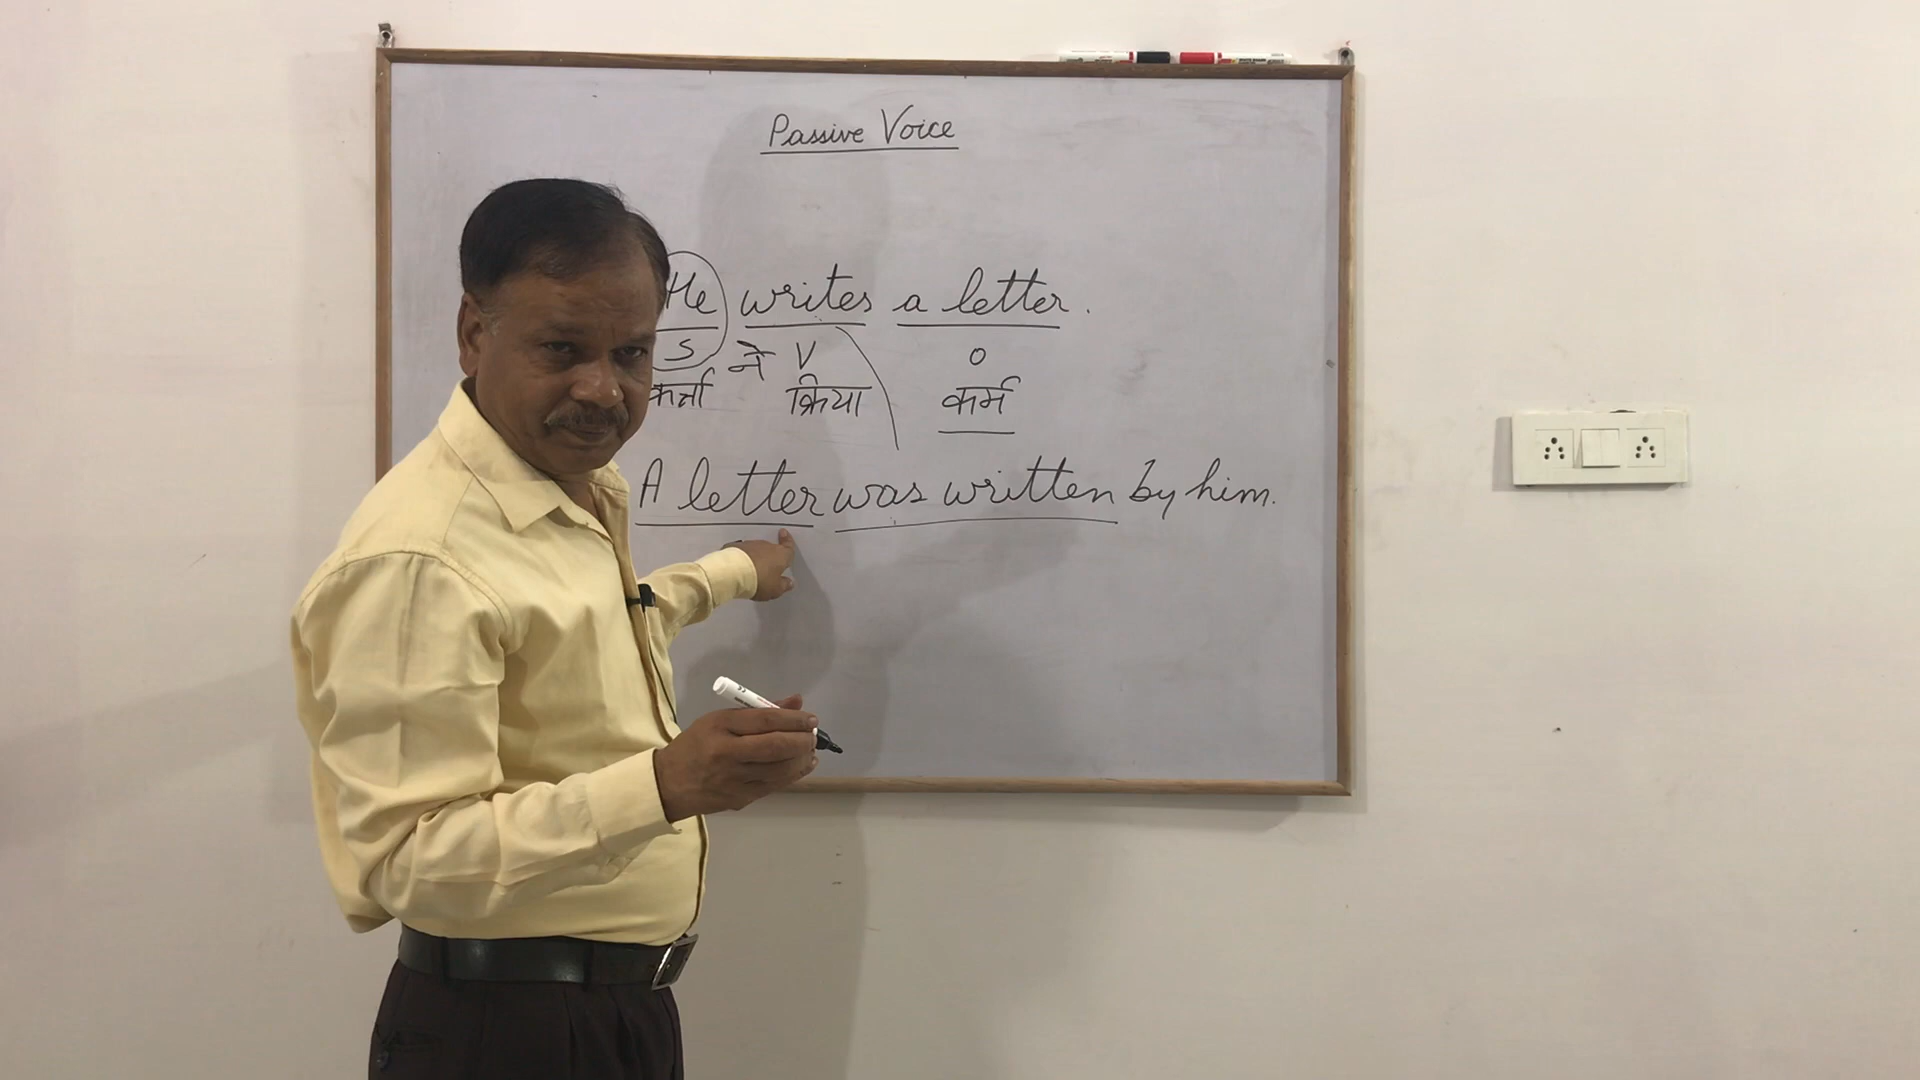 Passive Voice
He writes a letter.
S ने V O
कर्त्ता क्रिया कर्म
A letter was written by him.